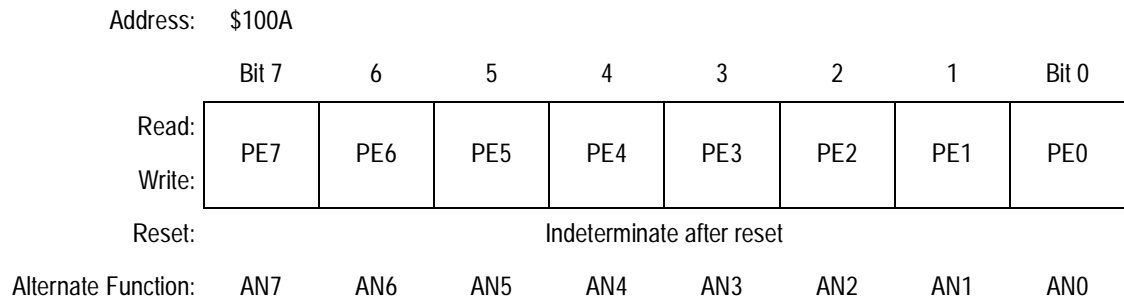 Address: $100A
Bit 7 6 5 4 3 2 1 Bit 0
Read:
PE7 PE6 PE5 PE4 PE3 PE2 PE1 PE0
Write:
Reset: Indeterminate after reset
Alternate Function: AN7 AN6 AN5 AN4 AN3 AN2 AN1 AN0